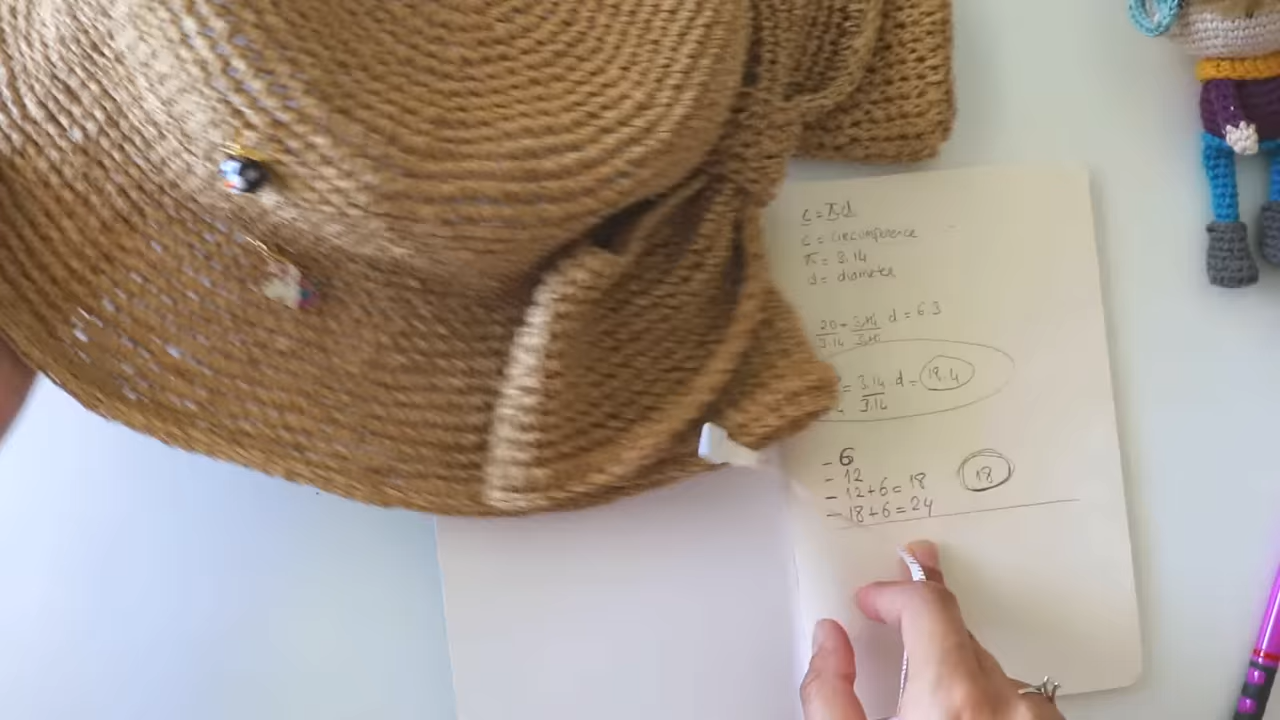 C = π.d
C = circumference
π = 3.14
d = diameter
20/3.14 = 3.14/3.14 d = 6.3
= 3.14/3.14 .d = 18.4
- 6
- 12
- 12+6 = 18 18
- 18+6 = 24